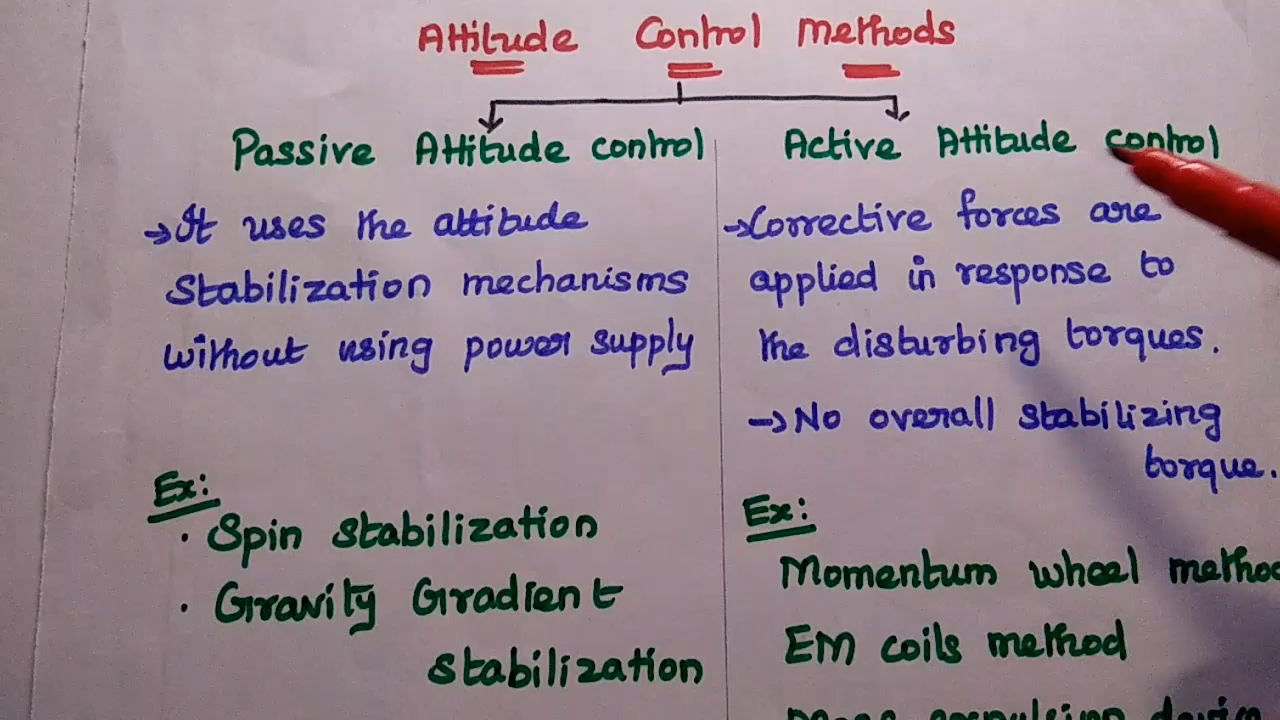 Attitude Control Methods
Passive Attitude control
→It uses the attitude
Stabilization mechanisms
without using power supply
Ex:
· Spin stabilization
· Gravity Gradient
stabilization
Active Attitude control
→Corrective forces are
applied in response to
the disturbing torques.
→No overall stabilizing
torque.
Ex:
Momentum wheel method
EM coils method